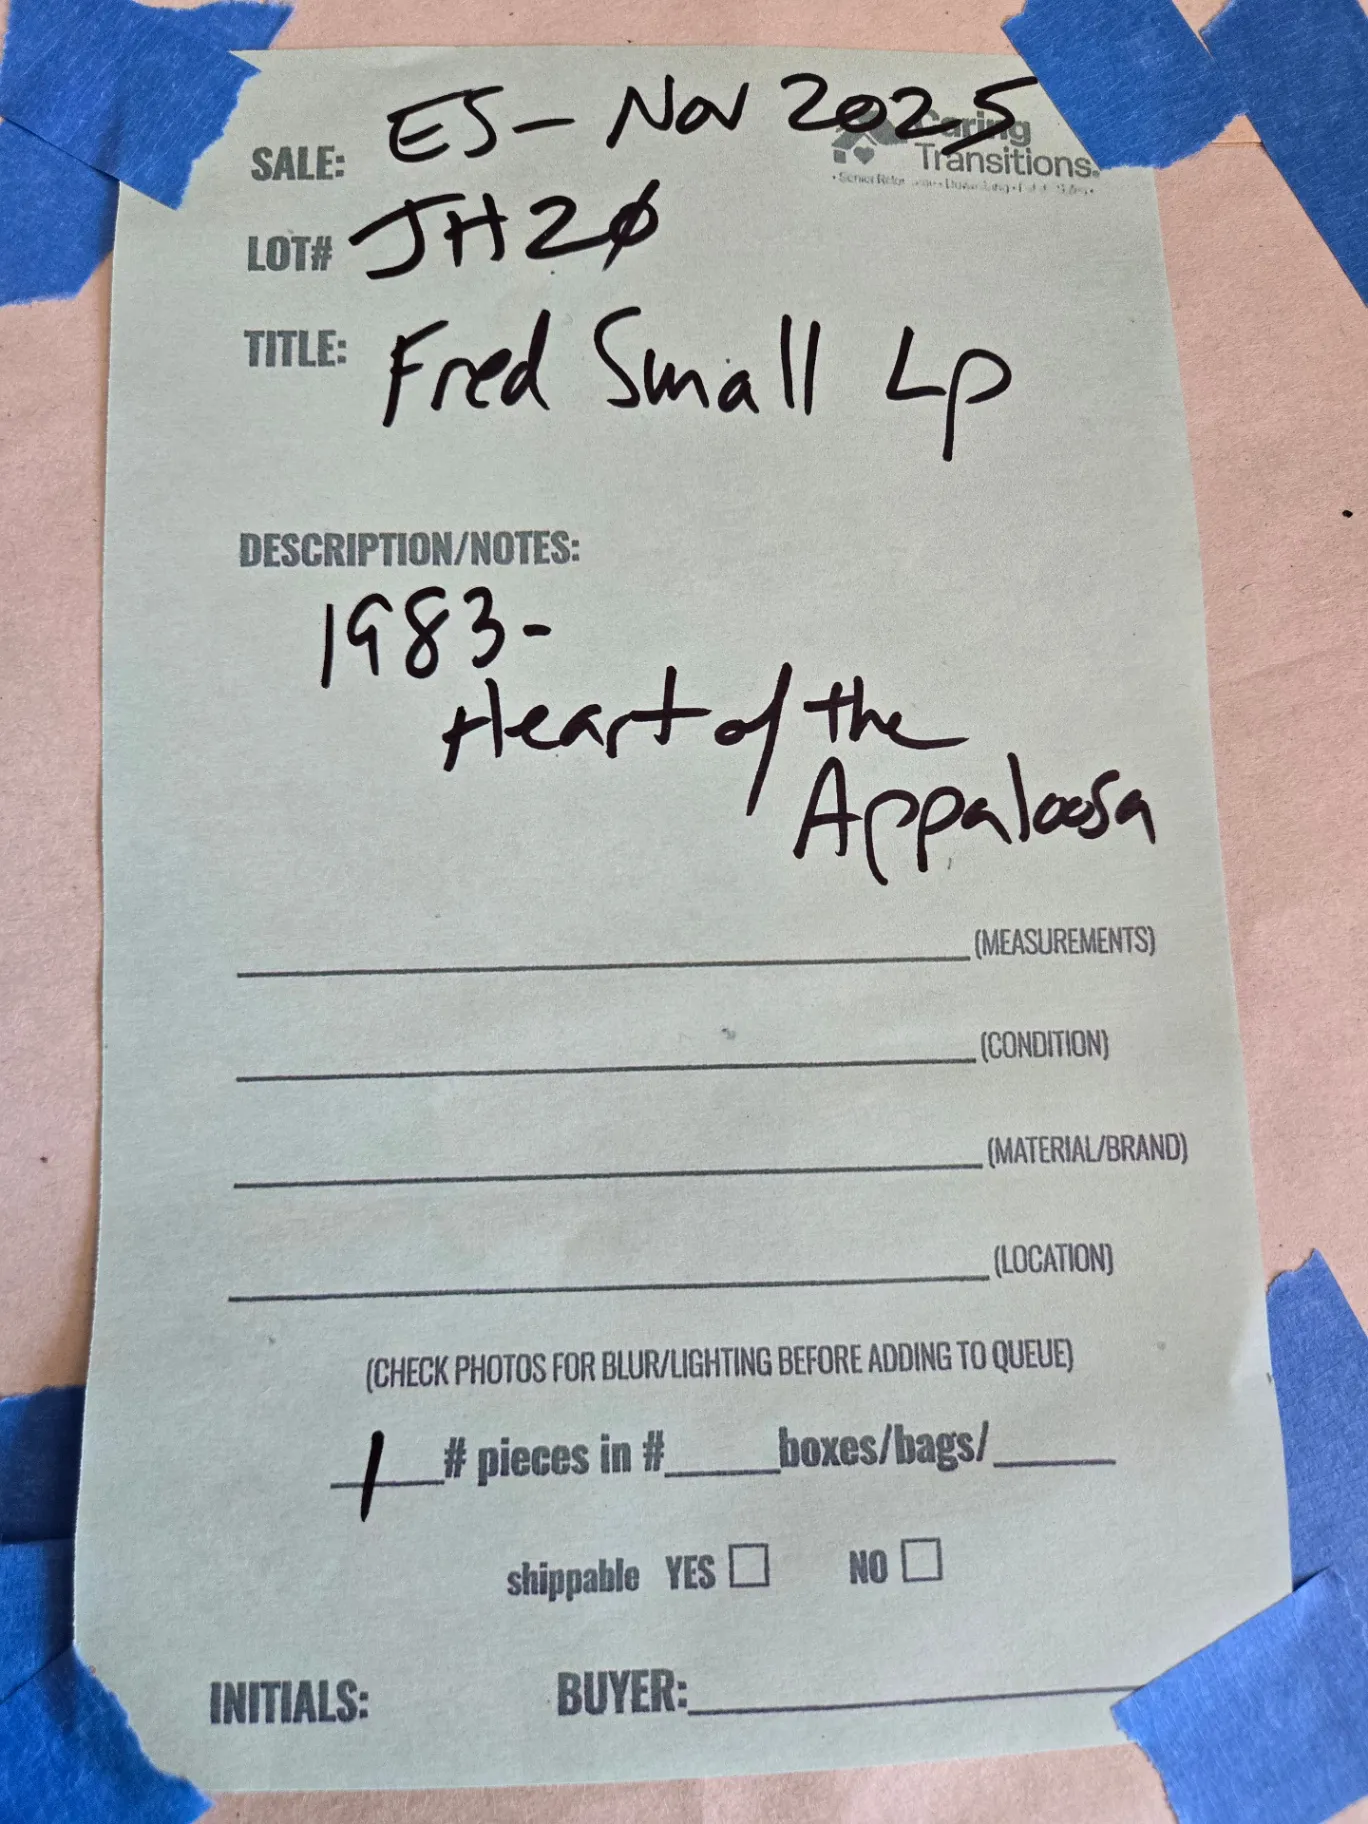 SALE: ES - Nov 2025
Caring
Transitions.
LOT# JH20
TITLE: Fred Small Lp
DESCRIPTION/NOTES:
1983-
Heart of the
Appaloosa
(MEASUREMENTS)
(CONDITION)
(MATERIAL/BRAND)
(LOCATION)
(CHECK PHOTOS FOR BLUR/LIGHTING BEFORE ADDING TO QUEUE)
1 # pieces in #_____boxes/bags/_____
shippable YES ☐ NO ☐
INITIALS: BUYER: